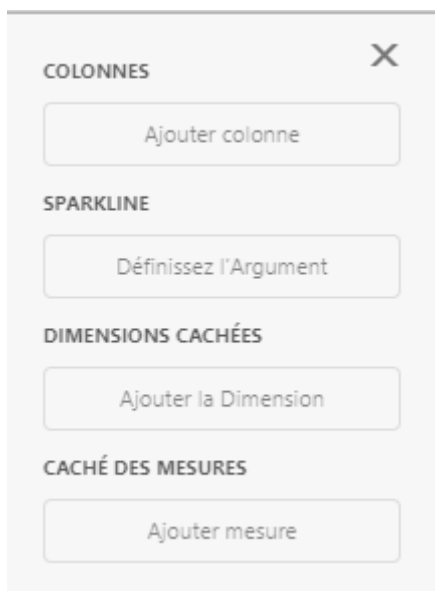 COLONNES
Ajouter colonne
SPARKLINE
Définissez l'Argument
DIMENSIONS CACHÉES
Ajouter la Dimension
CACHÉ DES MESURES
Ajouter mesure